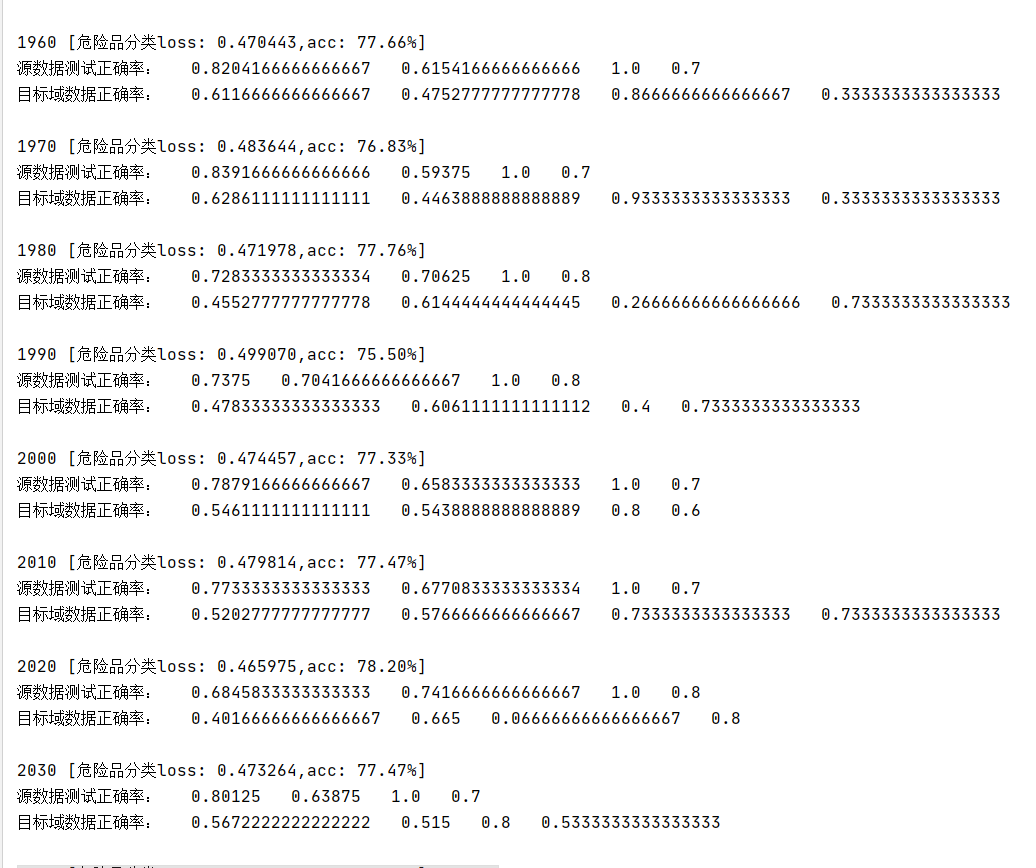 1960 [危险品分类loss: 0.470443,acc: 77.66%]
源数据测试正确率： 0.8204166666666667 0.6154166666666666 1.0 0.7
目标域数据正确率： 0.6116666666666667 0.4752777777777778 0.8666666666666667 0.3333333333333333
1970 [危险品分类loss: 0.483644,acc: 76.83%]
源数据测试正确率： 0.8391666666666666 0.59375 1.0 0.7
目标域数据正确率： 0.6286111111111111 0.4463888888888889 0.9333333333333333 0.3333333333333333
1980 [危险品分类loss: 0.471978,acc: 77.76%]
源数据测试正确率： 0.7283333333333334 0.70625 1.0 0.8
目标域数据正确率： 0.4552777777777778 0.6144444444444445 0.26666666666666666 0.7333333333333333
1990 [危险品分类loss: 0.499070,acc: 75.50%]
源数据测试正确率： 0.7375 0.7041666666666667 1.0 0.8
目标域数据正确率： 0.47833333333333333 0.6061111111111112 0.4 0.7333333333333333
2000 [危险品分类loss: 0.474457,acc: 77.33%]
源数据测试正确率： 0.7879166666666667 0.6583333333333333 1.0 0.7
目标域数据正确率： 0.5461111111111111 0.5438888888888889 0.8 0.6
2010 [危险品分类loss: 0.479814,acc: 77.47%]
源数据测试正确率： 0.7733333333333333 0.6770833333333334 1.0 0.7
目标域数据正确率： 0.5202777777777777 0.5766666666666667 0.7333333333333333 0.7333333333333333
2020 [危险品分类loss: 0.465975,acc: 78.20%]
源数据测试正确率： 0.6845833333333333 0.7416666666666667 1.0 0.8
目标域数据正确率： 0.40166666666666667 0.665 0.06666666666666667 0.8
2030 [危险品分类loss: 0.473264,acc: 77.47%]
源数据测试正确率： 0.80125 0.63875 1.0 0.7
目标域数据正确率： 0.5672222222222222 0.515 0.8 0.5333333333333333